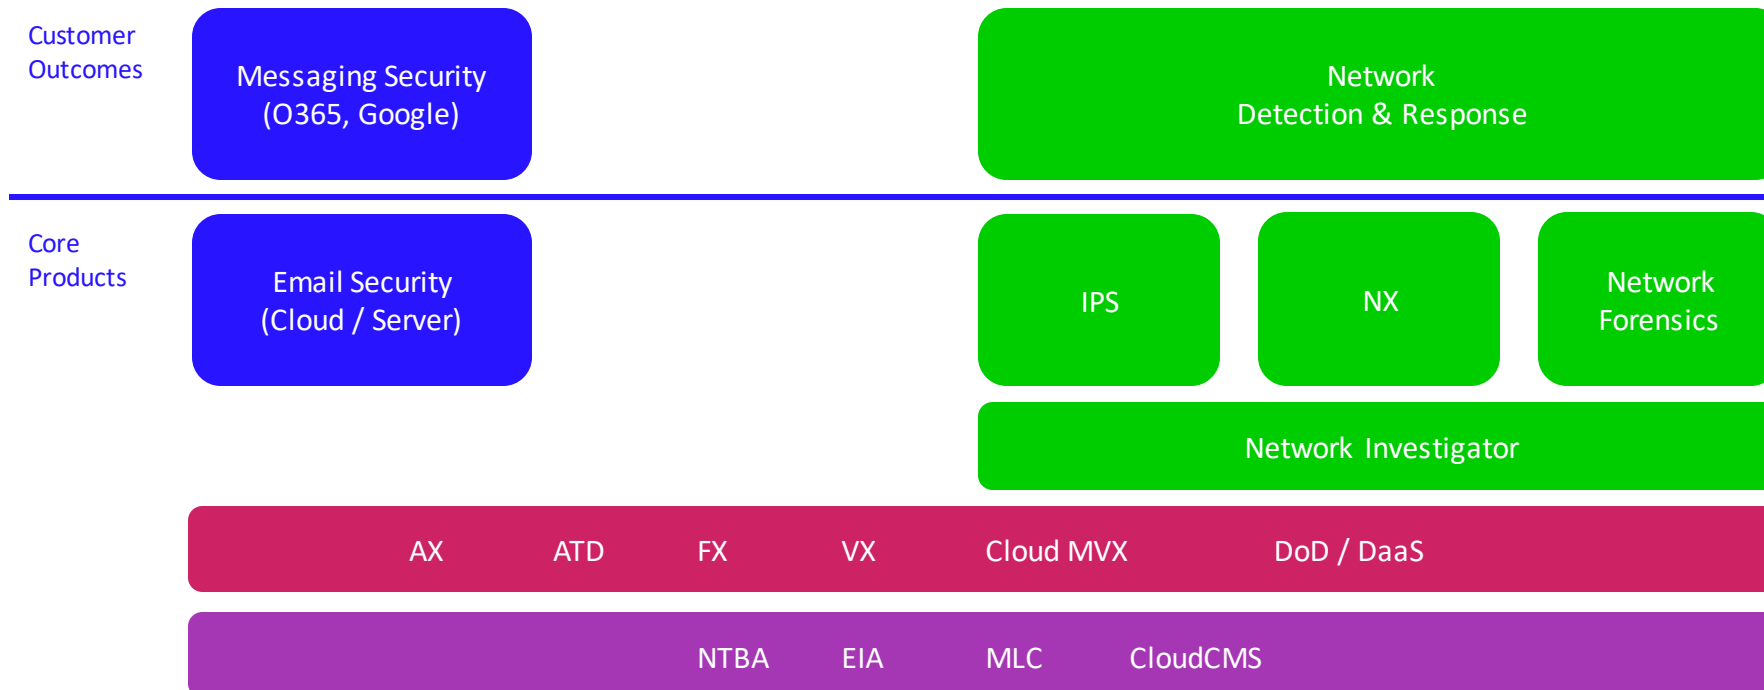 Customer
Outcomes
Messaging Security
(O365, Google)
Network
Detection & Response
Core
Products
Email Security
(Cloud / Server)
IPS
NX
Network
Forensics
Network Investigator
AX ATD FX VX Cloud MVX DoD / DaaS
NTBA EIA MLC CloudCMS